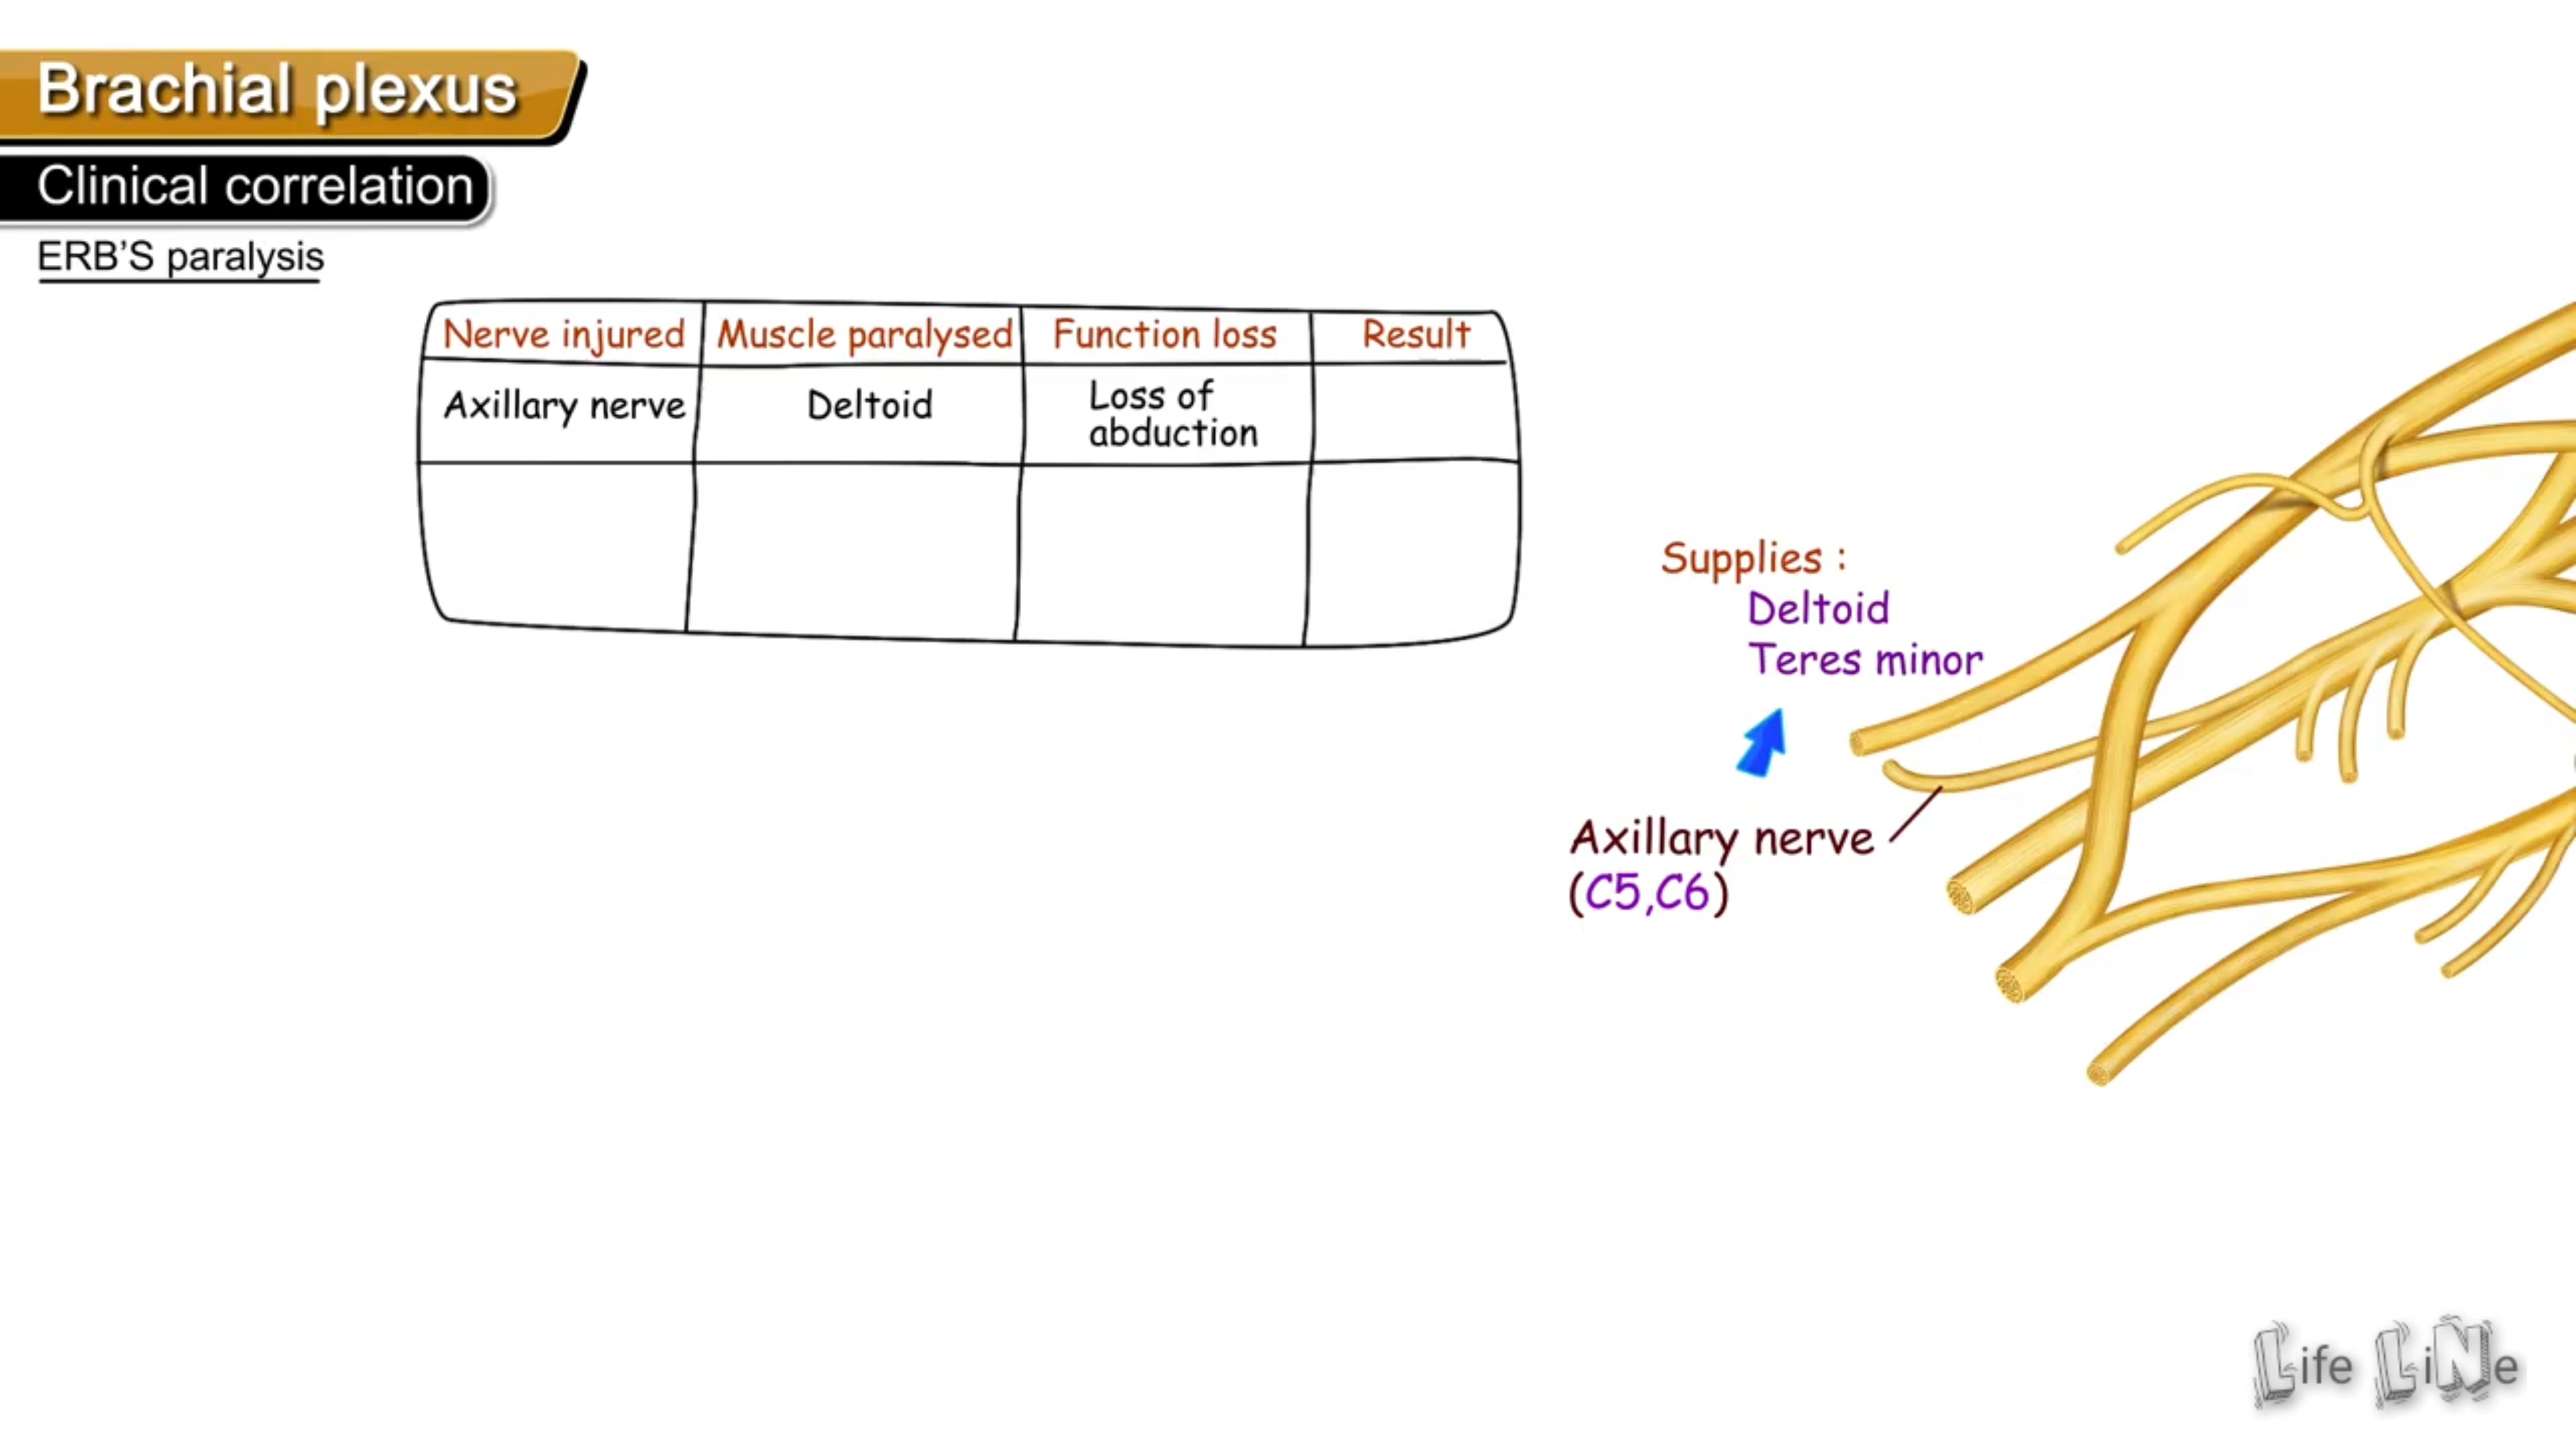 Brachial plexus
Clinical correlation
ERB'S paralysis
Nerve injured Muscle paralysed Function loss Result
Axillary nerve Deltoid Loss of
abduction
Supplies :
Deltoid
Teres minor
Axillary nerve
(C5,C6)
Life LiNe